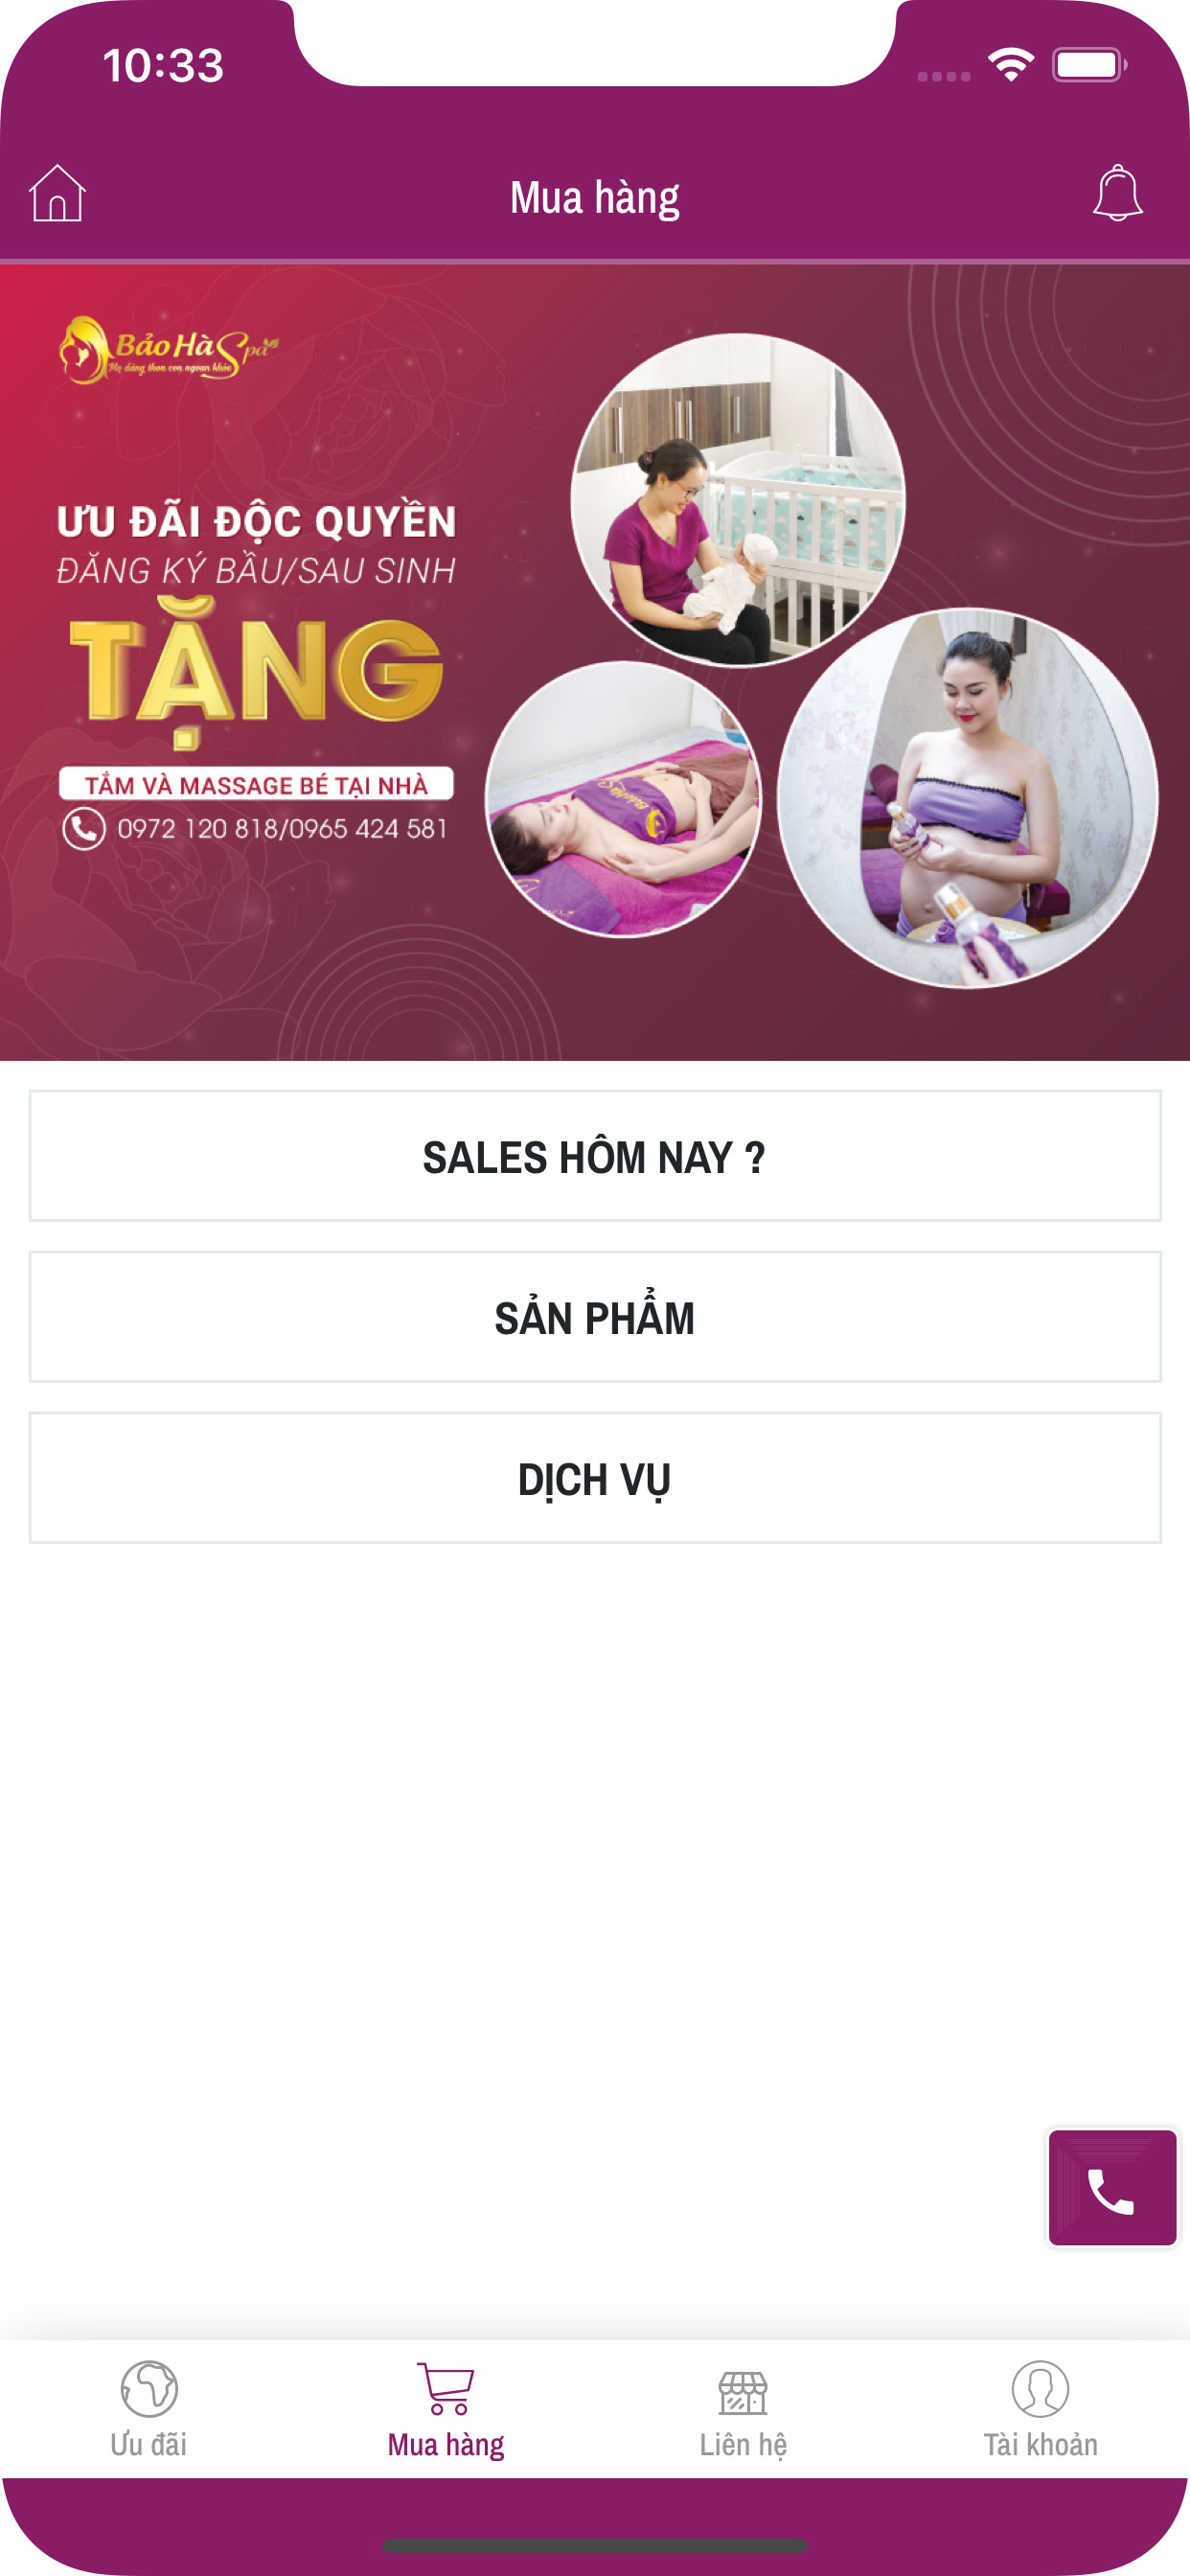 10:33
Mua hàng
Bảo Hà Spa
Mẹ dáng thon con ngoan khỏe
ƯU ĐÃI ĐỘC QUYỀN
ĐĂNG KÝ BẦU/SAU SINH
TẶNG
TẮM VÀ MASSAGE BÉ TẠI NHÀ
0972 120 818/0965 424 581
BảoHàSpa
SALES HÔM NAY ?
SẢN PHẨM
DỊCH VỤ
Ưu đãi
Mua hàng
Liên hệ
Tài khoản